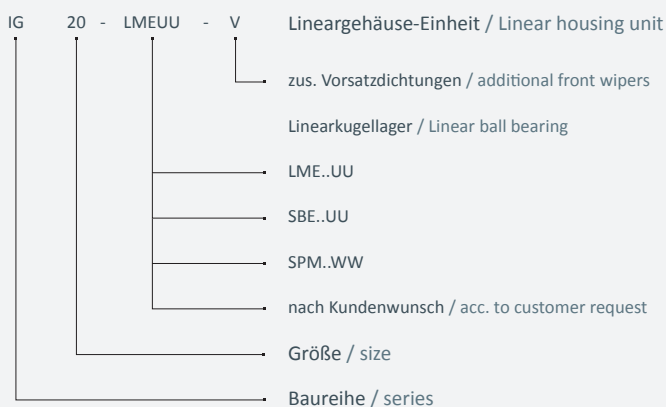 IG 20 - LMEUU - V Lineargehäuse-Einheit / Linear housing unit
zus. Vorsatzdichtungen / additional front wipers
Linearkugellager / Linear ball bearing
LME..UU
SBE..UU
SPM..WW
nach Kundenwunsch / acc. to customer request
Größe / size
Baureihe / series